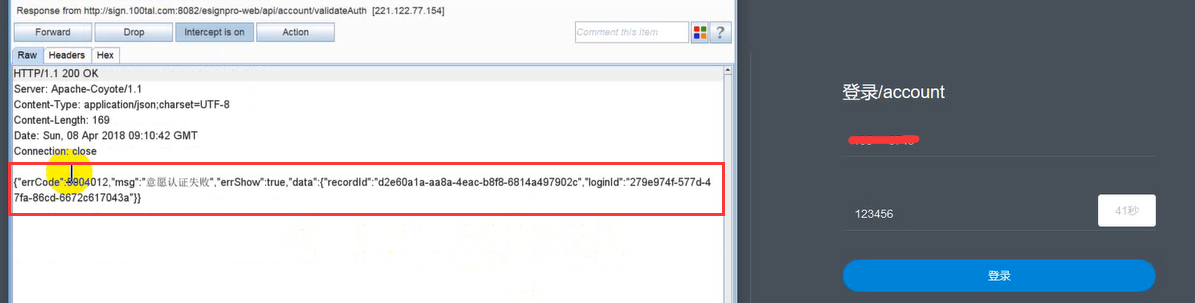 Response from http://sign.100tal.com:8082/esignpro-web/api/account/validateAuth [221.122.77.154]
Forward Drop Intercept is on Action Comment this item ?
Raw Headers Hex
HTTP/1.1 200 OK
Server: Apache-Coyote/1.1
Content-Type: application/json;charset=UTF-8
Content-Length: 169
Date: Sun, 08 Apr 2018 09:10:42 GMT
Connection: close
{"errCode":8904012,"msg":"意愿认证失败","errShow":true,"data":{"recordId":"d2e60a1a-aa8a-4eac-b8f8-6814a497902c","loginId":"279e974f-577d-4
7fa-86cd-6672c617043a"}}
登录/account
123456 41秒
登录